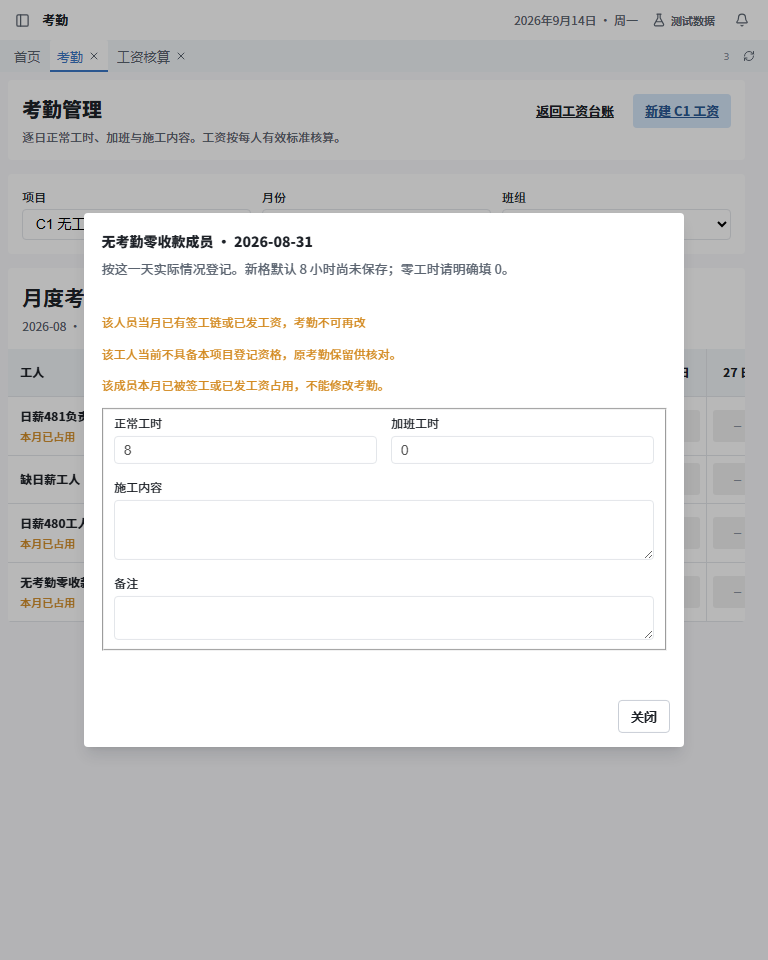 考勤
2026年9月14日 • 周一
测试数据
首页
考勤
工资核算
3
考勤管理
逐日正常工时、加班与施工内容。工资按每人有效标准核算。
返回工资台账
新建 C1 工资
项目
月份
班组
C1 无工
无考勤零收款成员 • 2026-08-31
按这一天实际情况登记。新格默认 8 小时尚未保存；零工时请明确填 0。
该人员当月已有签工链或已发工资，考勤不可再改
该工人当前不具备本项目登记资格，原考勤保留供核对。
该成员本月已被签工或已发工资占用，不能修改考勤。
正常工时
加班工时
8
0
施工内容
备注
关闭
月度考
2026-08 •
工人
27
日薪481负
本月已占用
–
缺日薪工人
–
日薪480工
本月已占用
–
无考勤零收
本月已占用
–